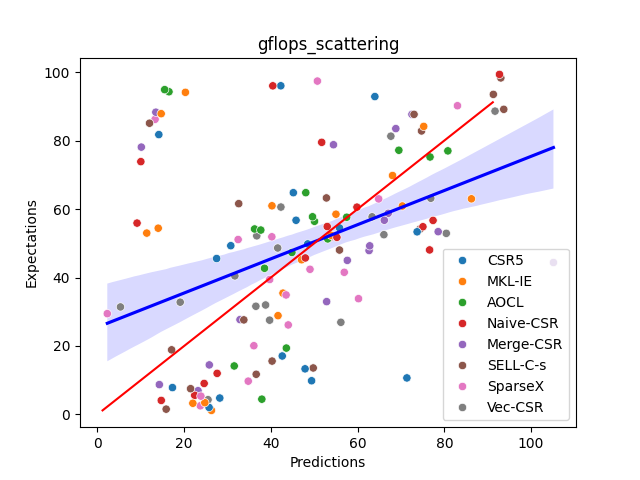 gflops_scattering
100
80
60
40
20
0
Expectations
CSR5
MKL-IE
AOCL
Naive-CSR
Merge-CSR
SELL-C-s
SparseX
Vec-CSR
0 20 40 60 80 100
Predictions